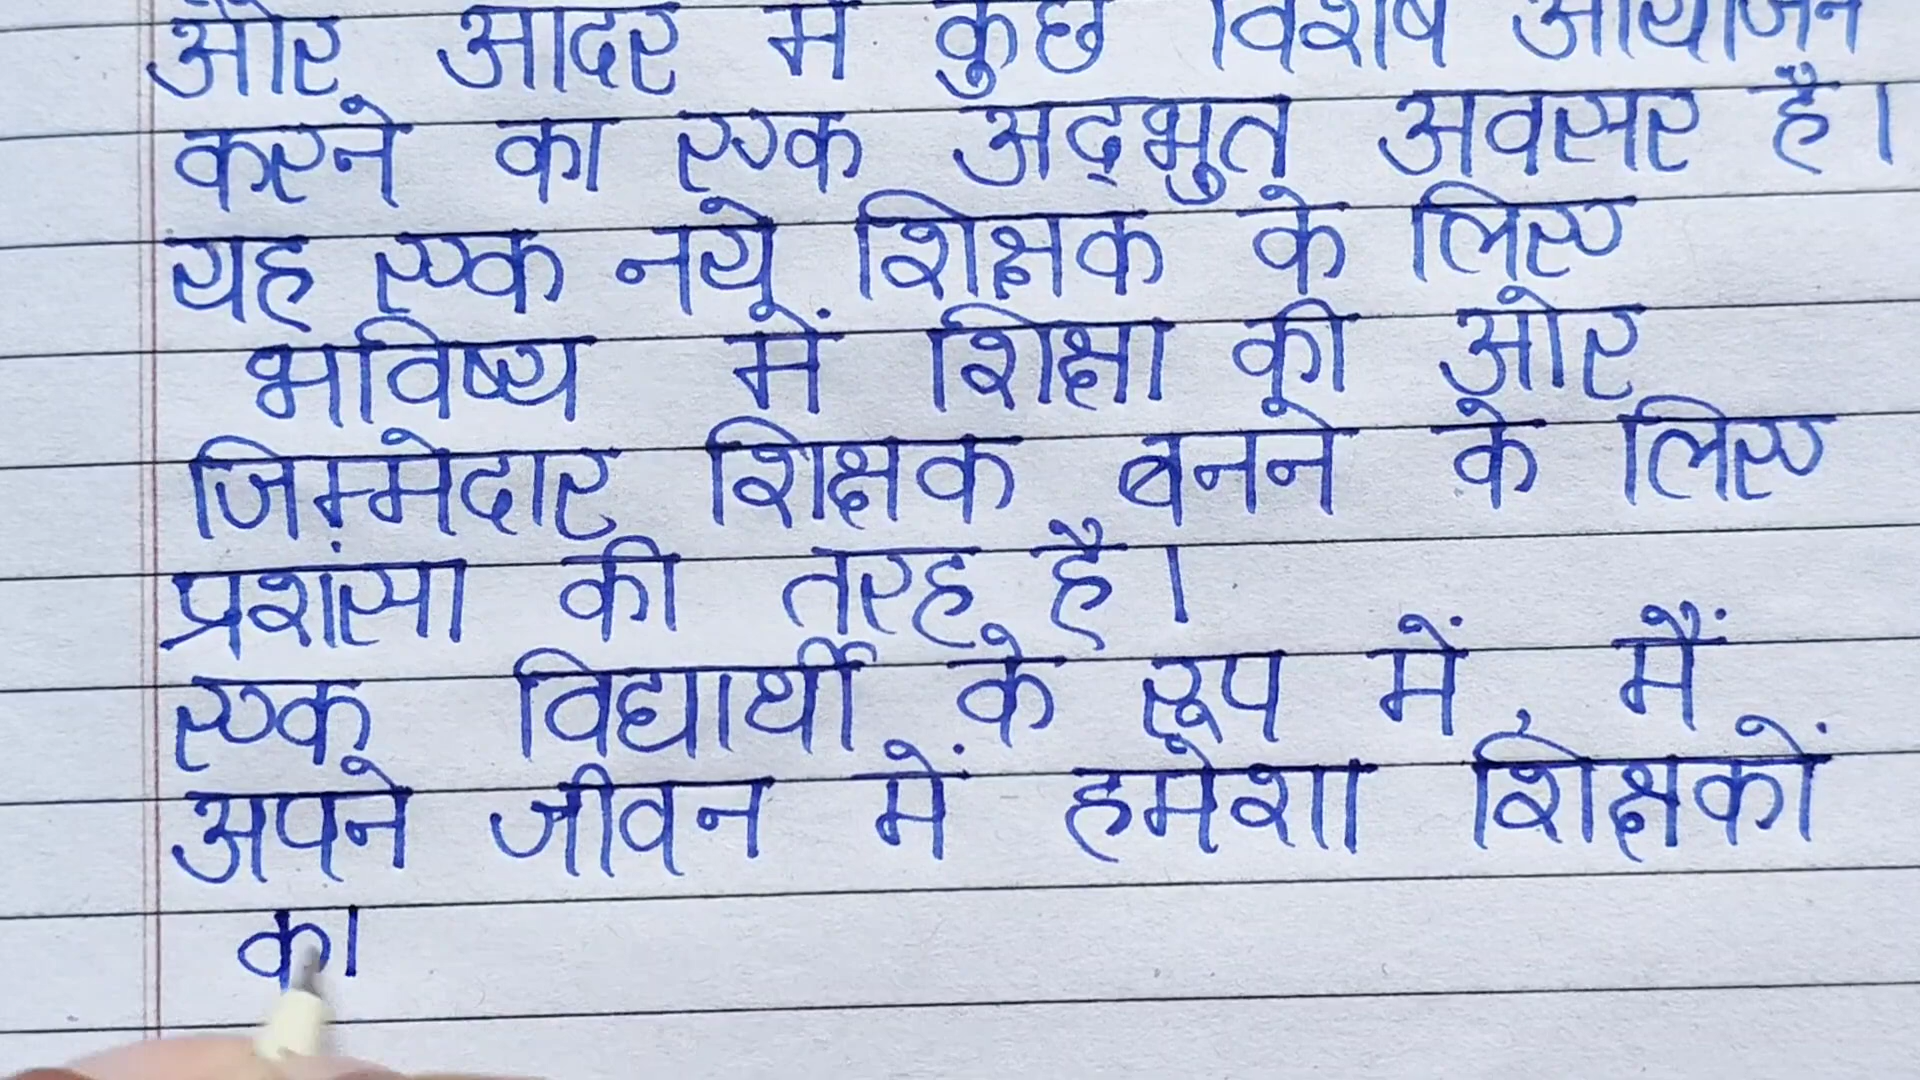 और आदर में कुछ विशेष आयोजन
करने का एक अद्भुत अवसर है।
यह एक नये शिक्षक के लिए
भविष्य में शिक्षा की ओर
जिम्मेदार शिक्षक बनने के लिए
प्रशंसा की तरह है।
एक विद्यार्थी के रूप में, मैं
अपने जीवन में हमेशा शिक्षकों
का